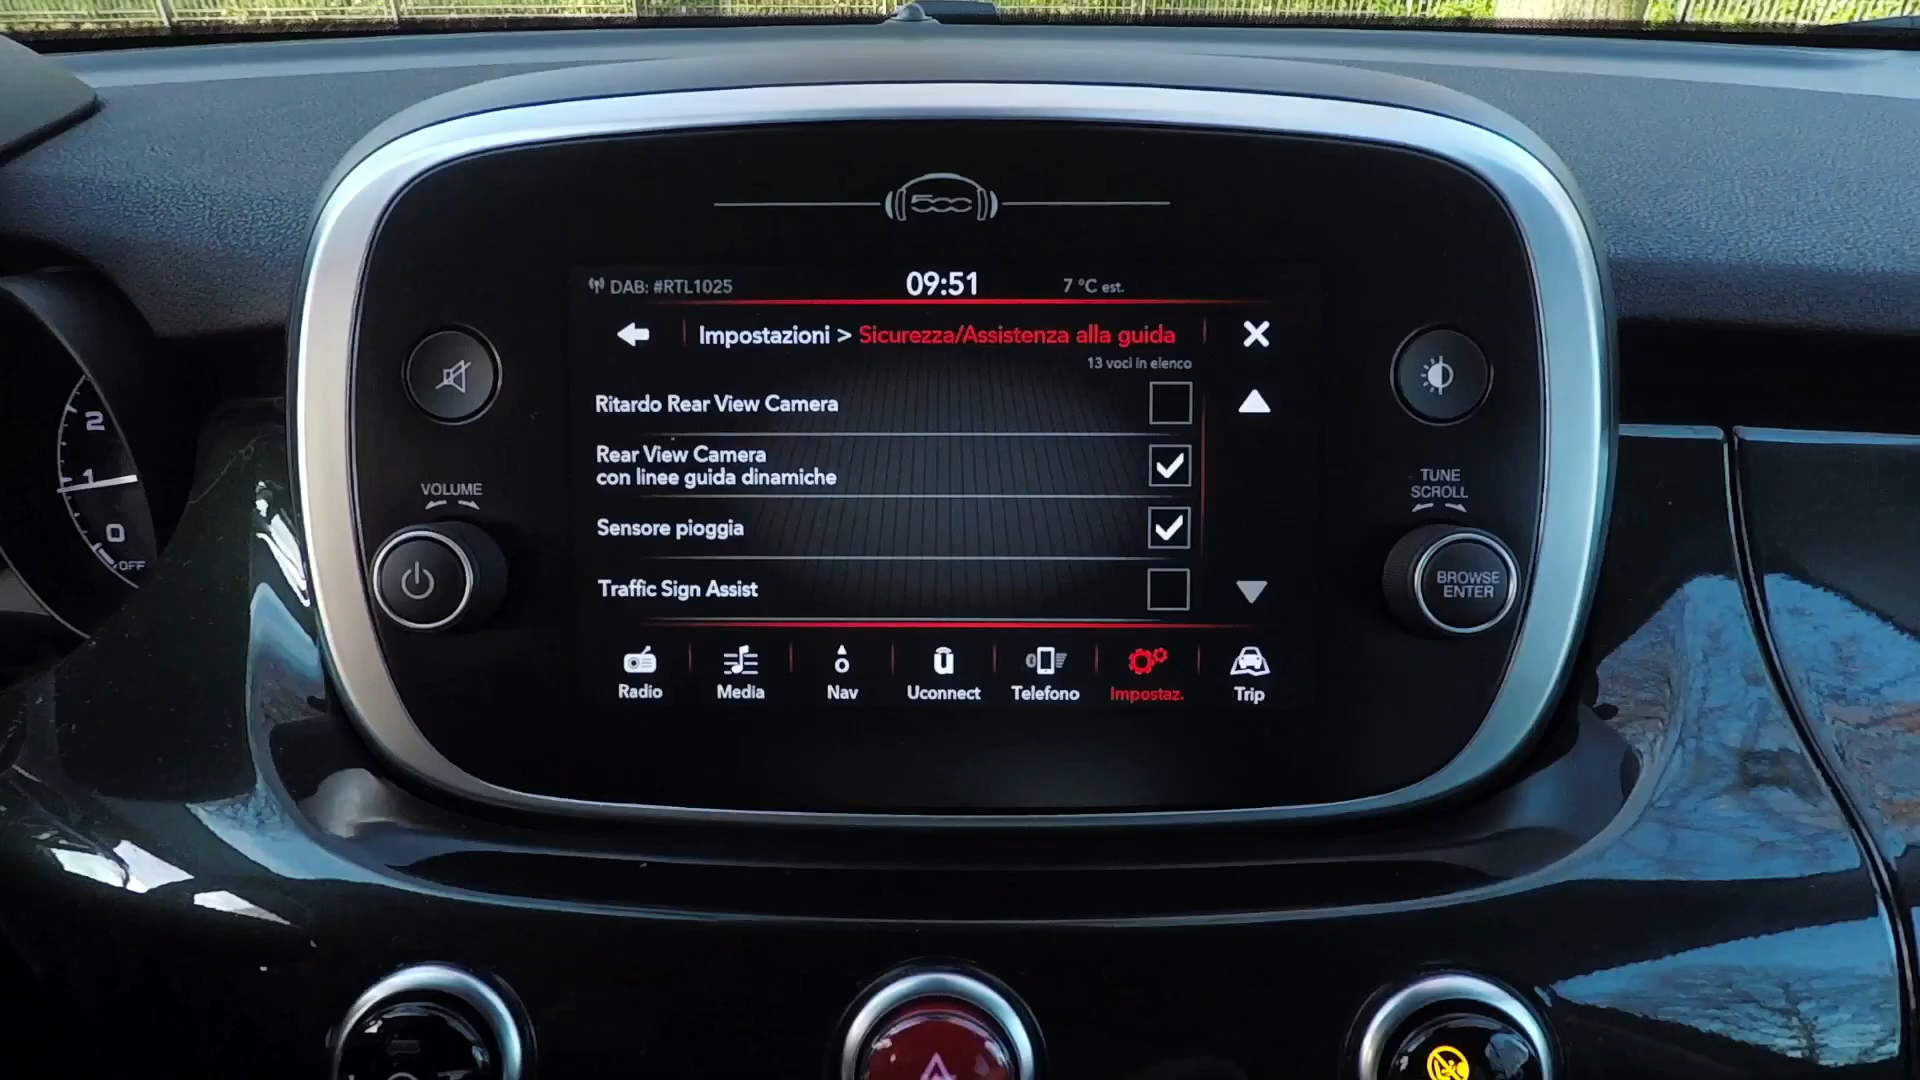 500
DAB: #RTL1025
09:51
7 °C est.
Impostazioni > Sicurezza/Assistenza alla guida
13 voci in elenco
Ritardo Rear View Camera
Rear View Camera
con linee guida dinamiche
Sensore pioggia
Traffic Sign Assist
Radio
Media
Nav
Uconnect
Telefono
Impostaz.
Trip
VOLUME
TUNE
SCROLL
BROWSE
ENTER
2
1
0
OFF